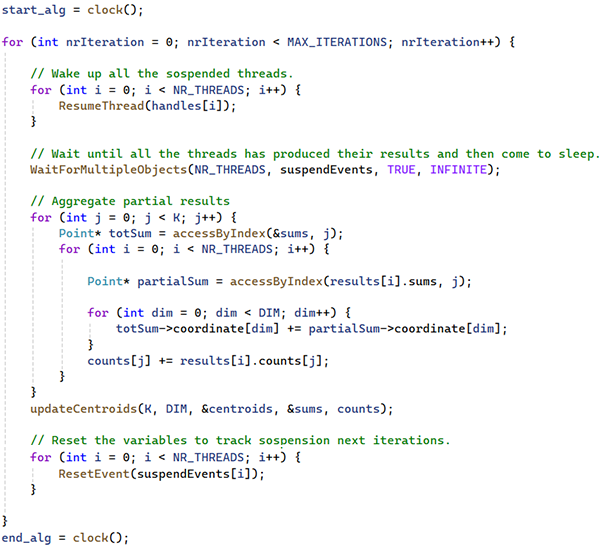 start_alg = clock();
for (int nrIteration = 0; nrIteration < MAX_ITERATIONS; nrIteration++) {
// Wake up all the sospended threads.
for (int i = 0; i < NR_THREADS; i++) {
ResumeThread(handles[i]);
}
// Wait until all the threads has produced their results and then come to sleep.
WaitForMultipleObjects(NR_THREADS, suspendEvents, TRUE, INFINITE);
// Aggregate partial results
for (int j = 0; j < K; j++) {
Point* totSum = accessByIndex(&sums, j);
for (int i = 0; i < NR_THREADS; i++) {
Point* partialSum = accessByIndex(results[i].sums, j);
for (int dim = 0; dim < DIM; dim++) {
totSum->coordinate[dim] += partialSum->coordinate[dim];
}
counts[j] += results[i].counts[j];
}
}
updateCentroids(K, DIM, &centroids, &sums, counts);
// Reset the variables to track sospension next iterations.
for (int i = 0; i < NR_THREADS; i++) {
ResetEvent(suspendEvents[i]);
}
}
end_alg = clock();